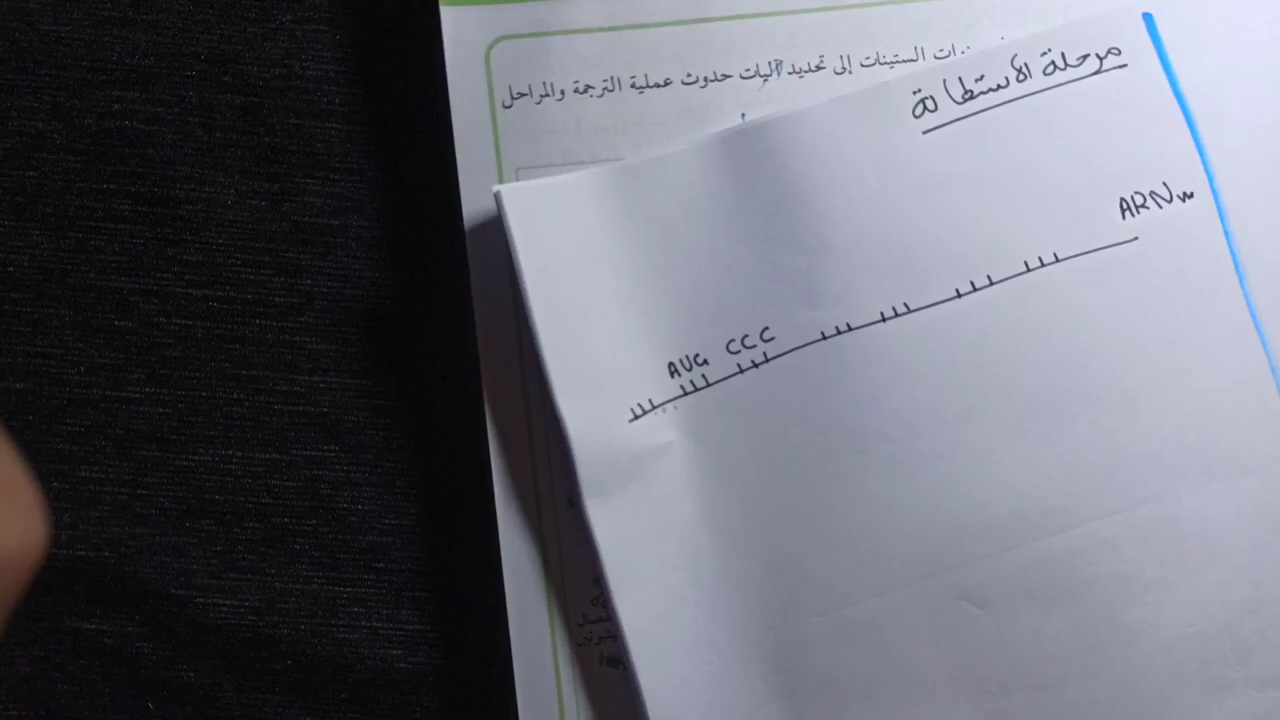 ات الستينات إلى تحديد آليات حدوث عملية الترجمة والمراحل
مرحلة الاستطالة
ARNm
AUG CCC